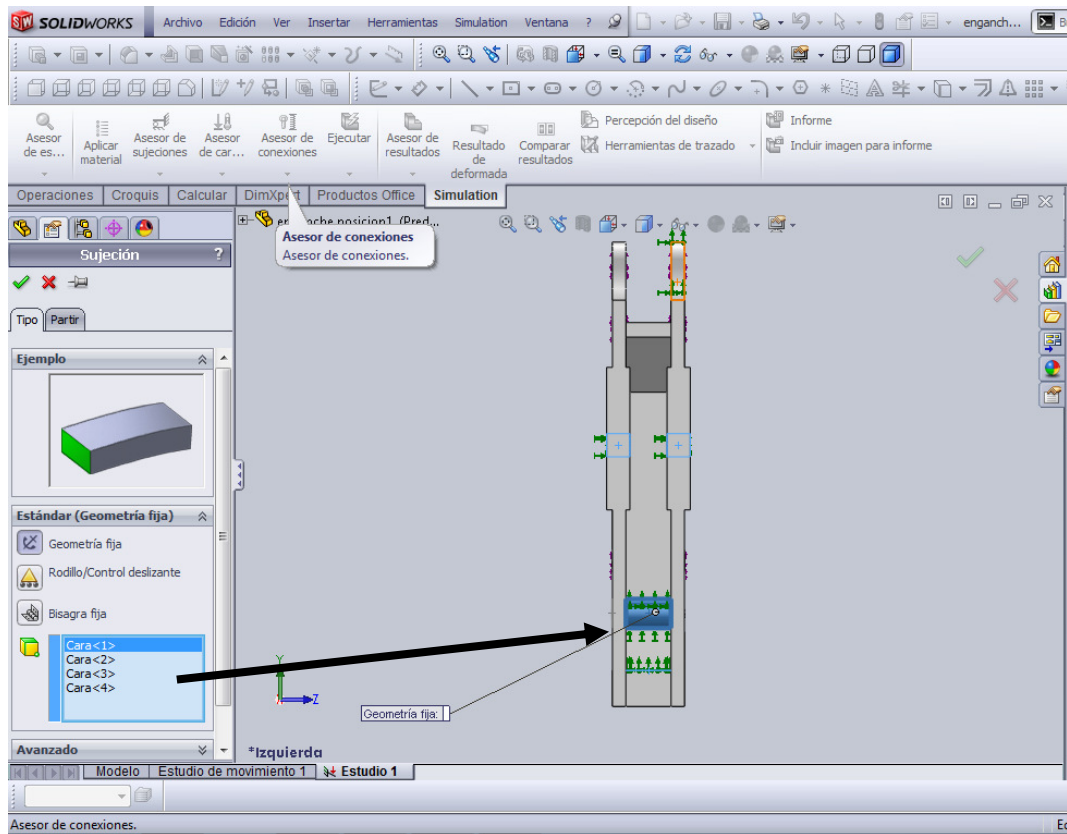 SOLIDWORKS Archivo Edición Ver Insertar Herramientas Simulation Ventana ? enganch...
Asesor de es...
Aplicar material
Asesor de sujeciones
Asesor de car...
Asesor de conexiones
Ejecutar
Asesor de resultados
Resultado de deformada
Comparar resultados
Percepción del diseño
Herramientas de trazado
Informe
Incluir imagen para informe
Operaciones Croquis Calcular DimXpert Productos Office Simulation
Asesor de conexiones
Asesor de conexiones.
Sujeción ?
Tipo Partir
Ejemplo
Estándar (Geometría fija)
Geometría fija
Rodillo/Control deslizante
Bisagra fija
Cara<1>
Cara<2>
Cara<3>
Cara<4>
Y
Z
Geometría fija:
Avanzado
*Izquierda
Modelo Estudio de movimiento 1 Estudio 1
Asesor de conexiones.